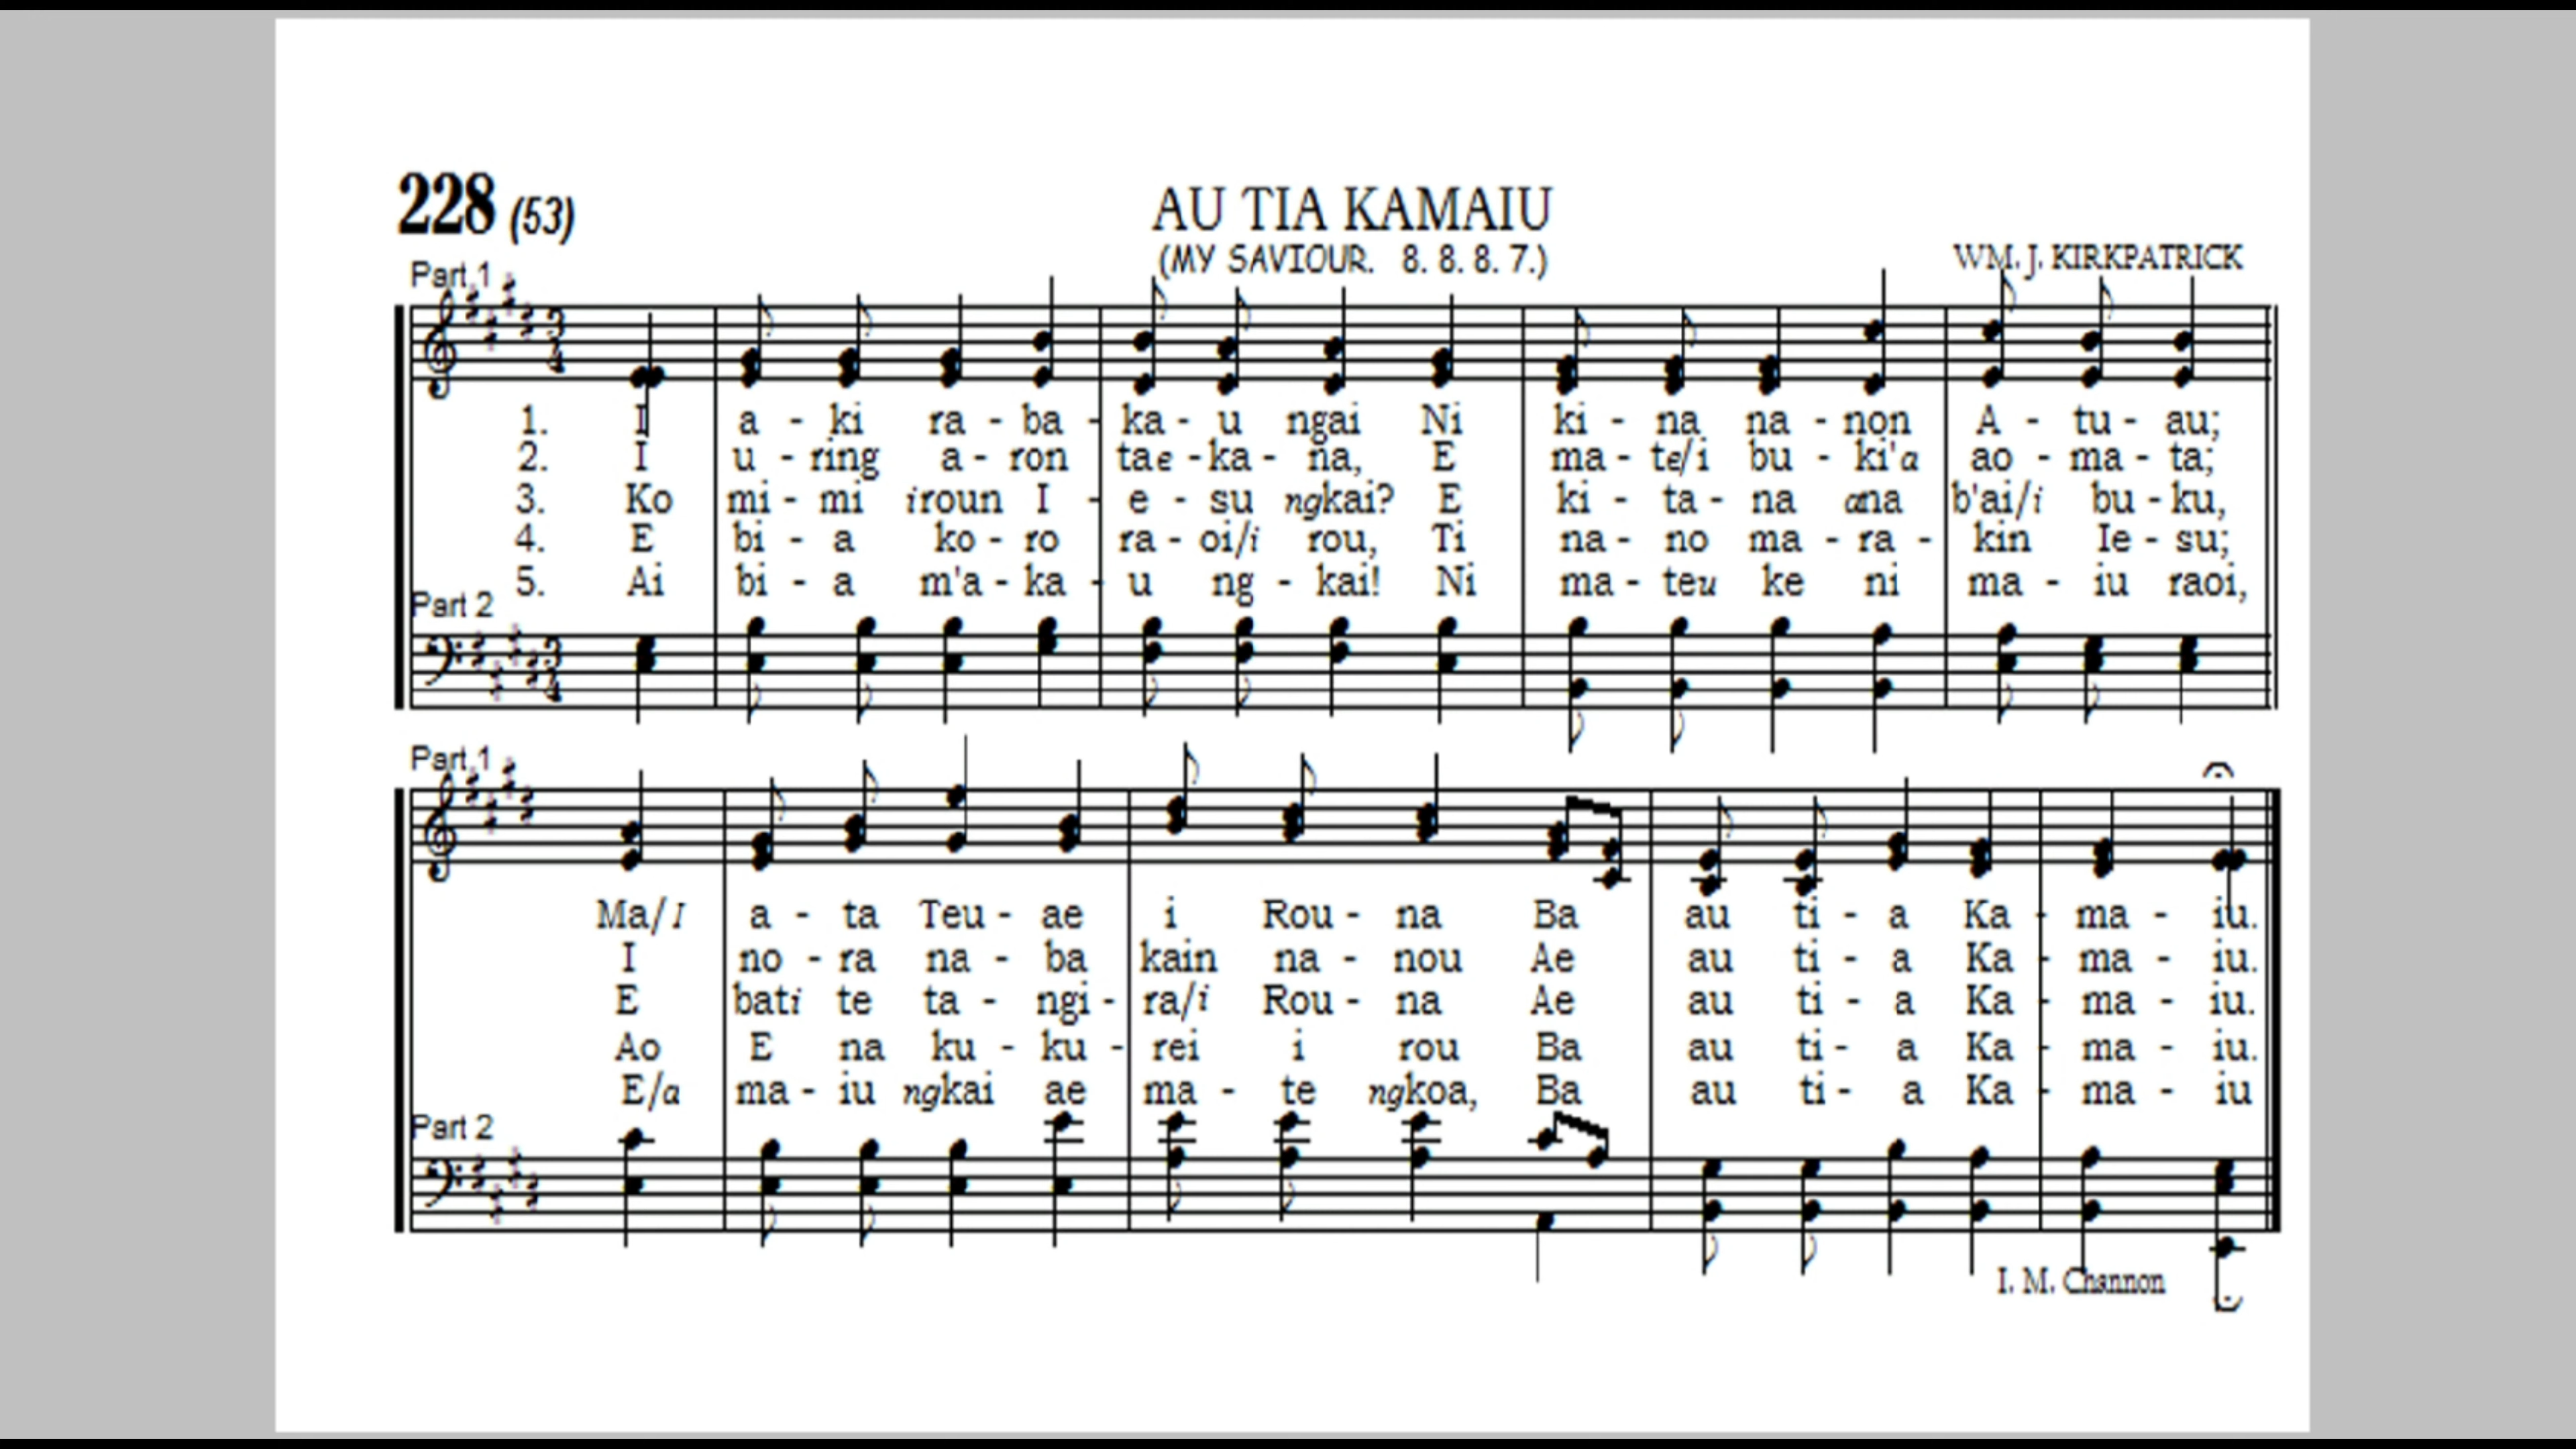 228 (53)
AU TIA KAMAIU
(MY SAVIOUR. 8. 8. 8. 7.)
WM. J. KIRKPATRICK
Part 1
3
4
1. I a - ki ra - ba - ka - u ngai Ni ki - na na - non A - tu - au;
2. I u - ring a - ron tae - ka - na, E ma - te/i bu - ki'a ao - ma - ta;
3. Ko mi - mi iroun I - e - su ngkai? E ki - ta - na ana b'ai/i bu - ku,
4. E bi - a ko - ro ra - oi/i rou, Ti na - no ma - ra - kin Ie - su;
5. Ai bi - a m'a - ka - u ng - kai! Ni ma - teu ke ni ma - iu raoi,
Part 2
3
4
Part 1
Ma/I a - ta Teu - ae i Rou - na Ba au ti - a Ka - ma - iu.
I no - ra na - ba kain na - nou Ae au ti - a Ka - ma - iu.
E bati te ta - ngi - ra/i Rou - na Ae au ti - a Ka - ma - iu.
Ao E na ku - ku - rei i rou Ba au ti - a Ka - ma - iu.
E/a ma - iu ngkai ae ma - te ngkoa, Ba au ti - a Ka - ma - iu
Part 2
I. M. Channon